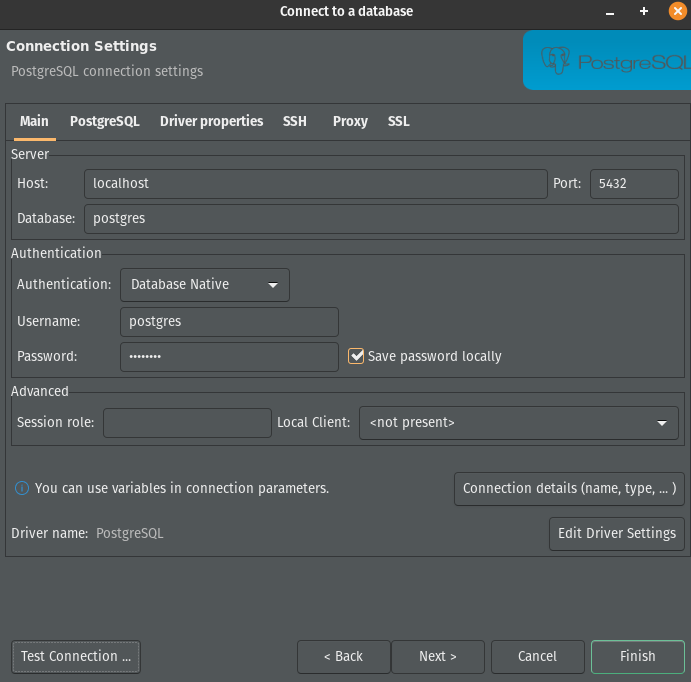 Connect to a database
Connection Settings
PostgreSQL connection settings
PostgreSQL
Main PostgreSQL Driver properties SSH Proxy SSL
Server
Host: localhost Port: 5432
Database: postgres
Authentication
Authentication: Database Native
Username: postgres
Password: •••••••• Save password locally
Advanced
Session role: Local Client: <not present>
You can use variables in connection parameters. Connection details (name, type, ... )
Driver name: PostgreSQL Edit Driver Settings
Test Connection ... < Back Next > Cancel Finish